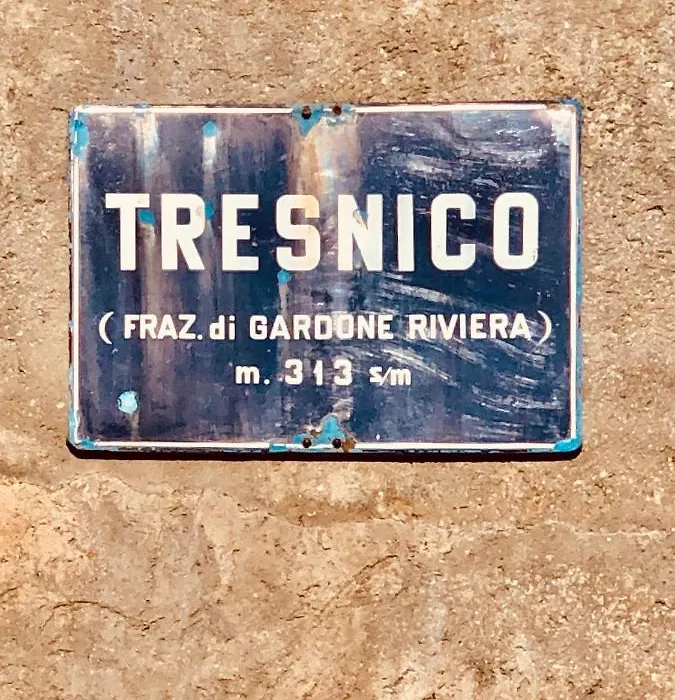 TRESNICO
( FRAZ. di GARDONE RIVIERA )
m. 313 s/m